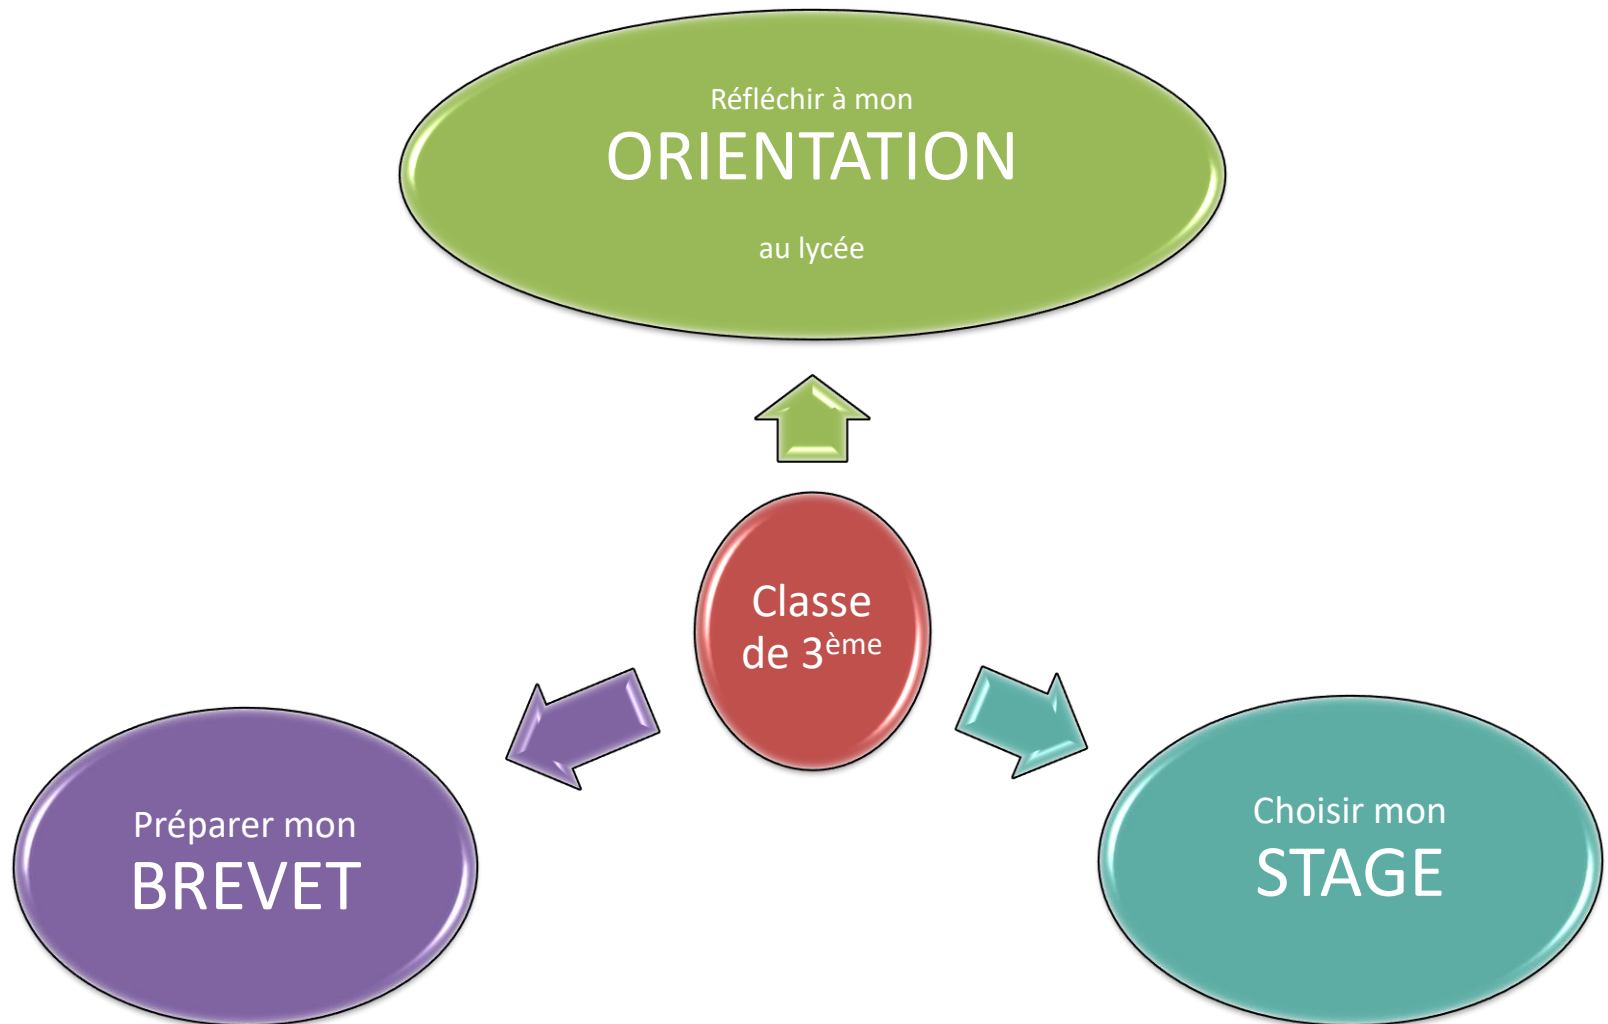 Réfléchir à mon
ORIENTATION
au lycée
Classe
de 3ème
Préparer mon
BREVET
Choisir mon
STAGE